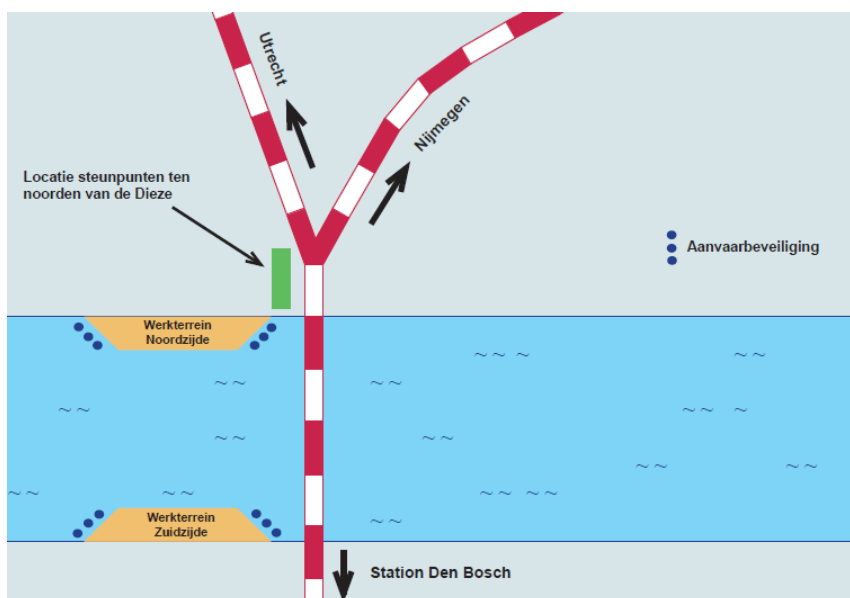 Utrecht
Nijmegen
Locatie steunpunten ten
noorden van de Dieze
Aanvaarbeveiliging
Werkterrein
Noordzijde
Werkterrein
Zuidzijde
Station Den Bosch